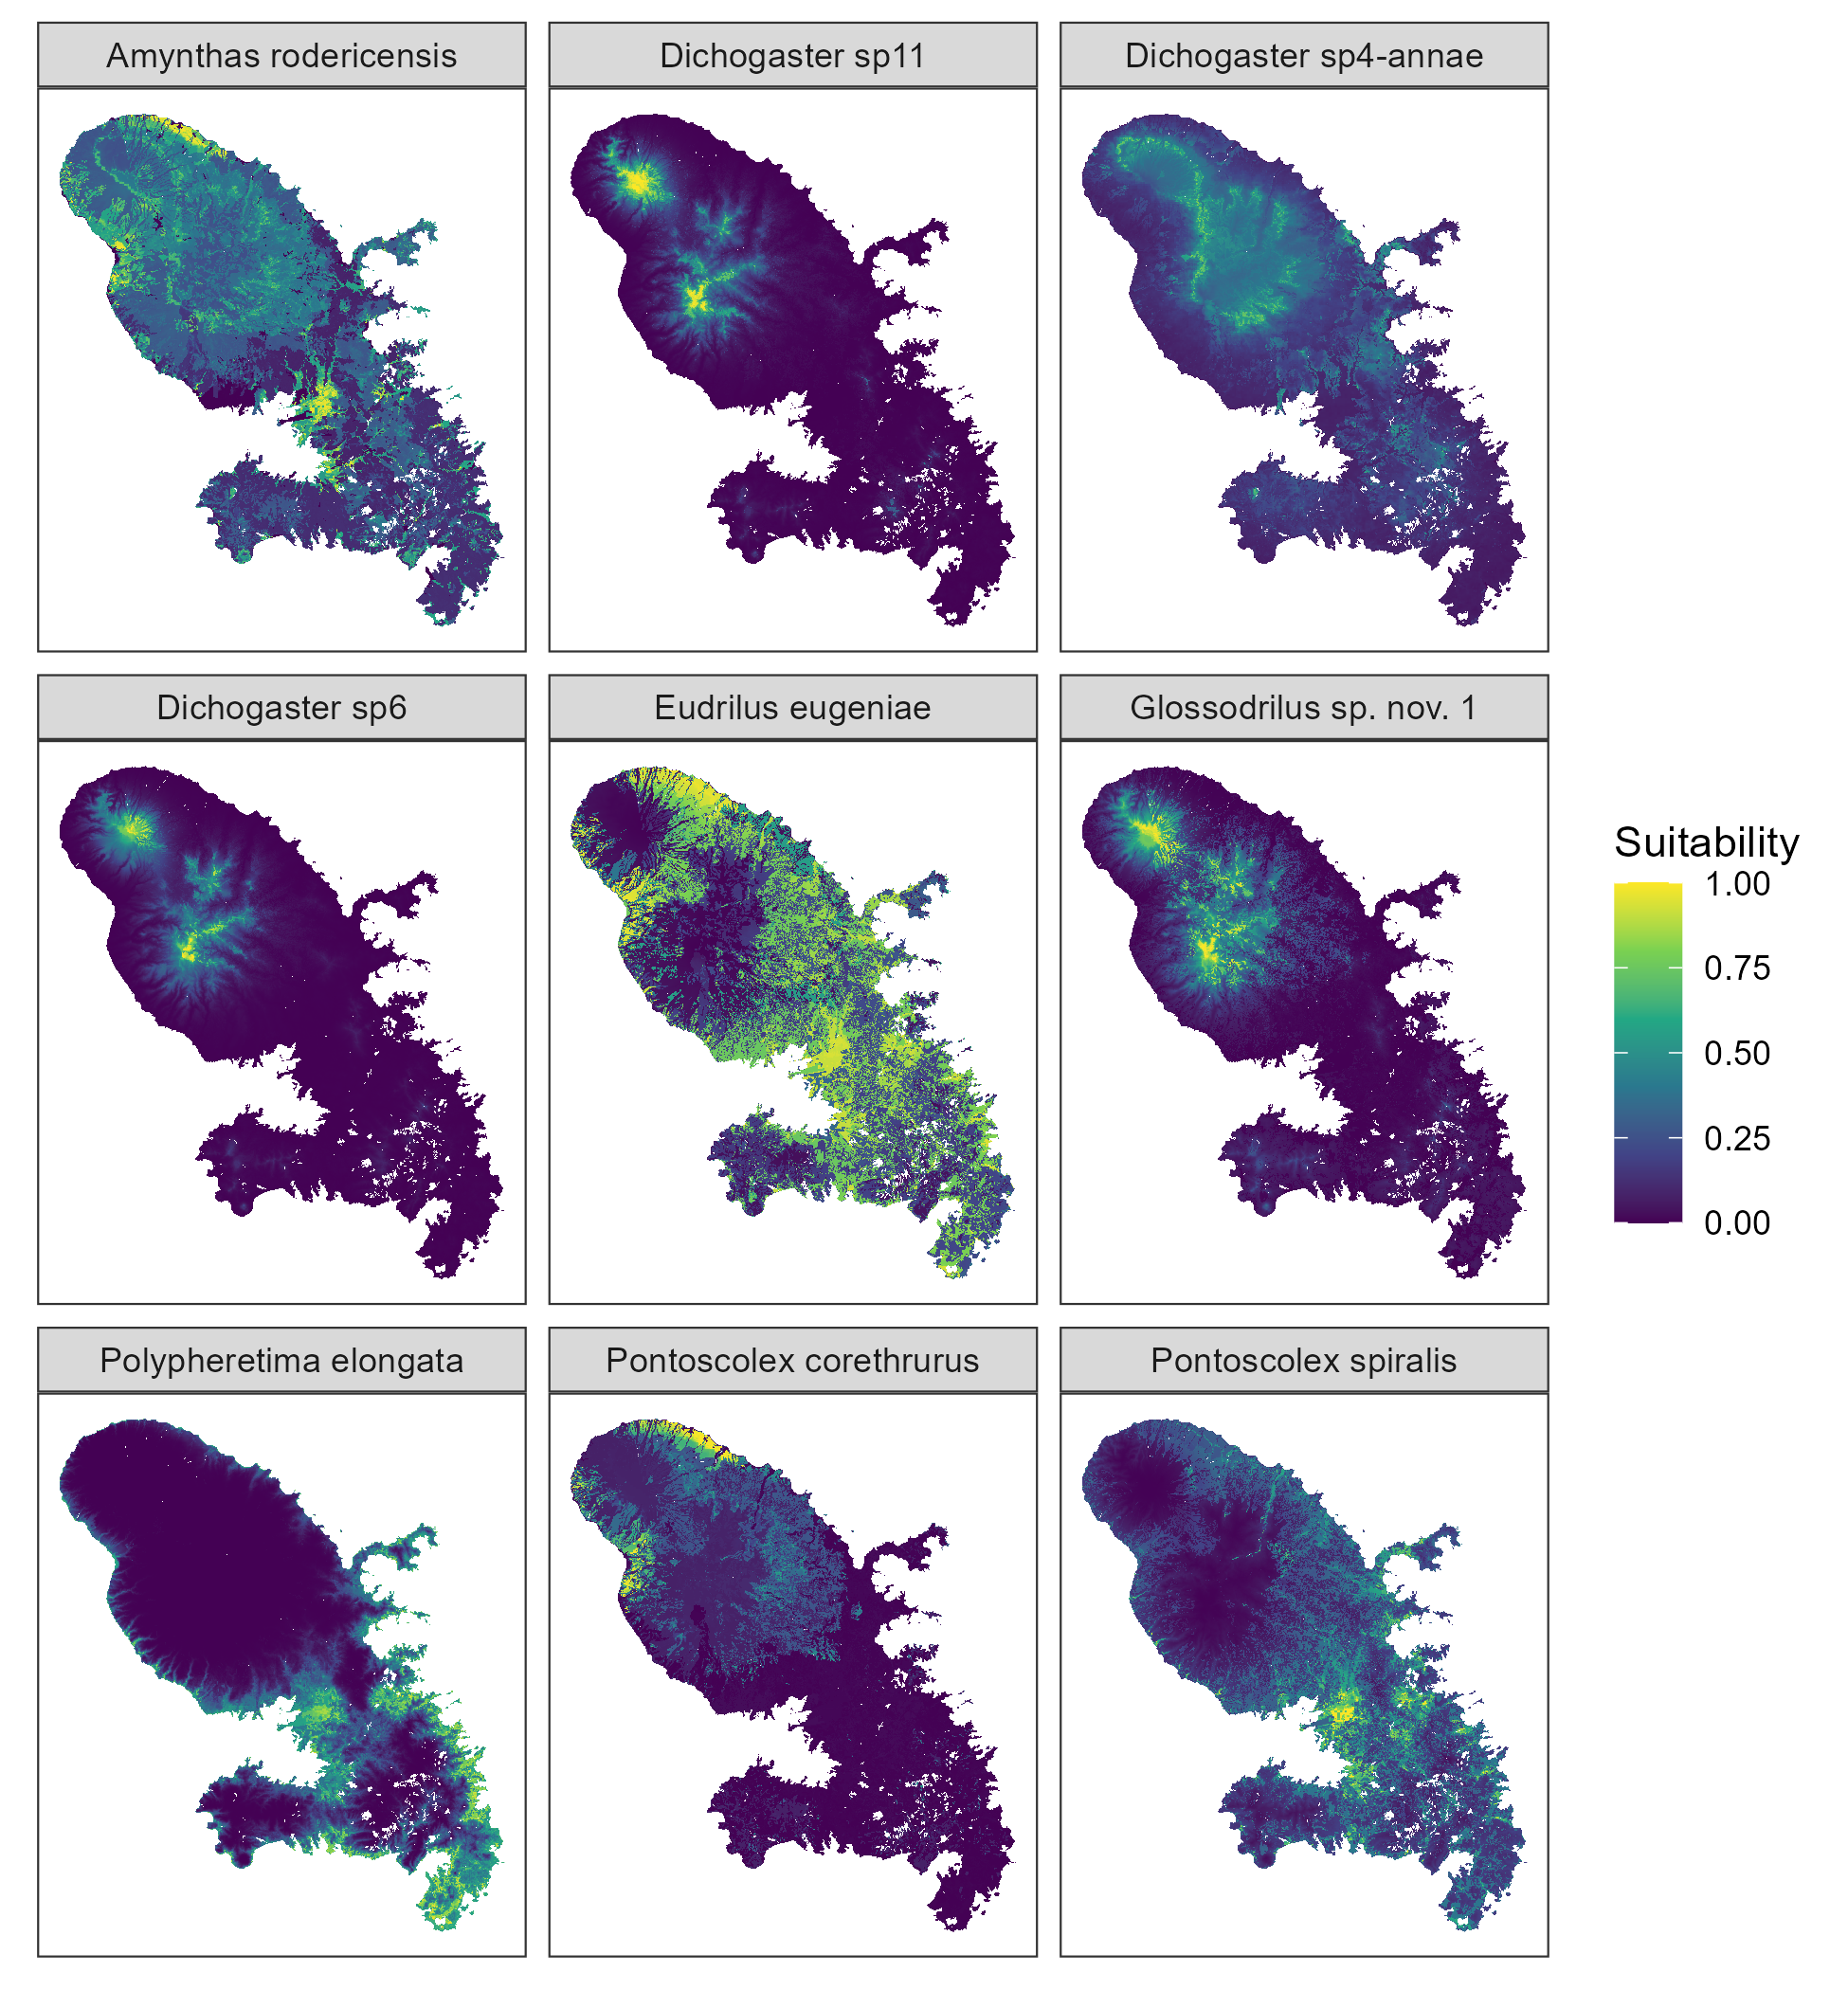 Amynthas rodericensis
Dichogaster sp11
Dichogaster sp4-annae
Dichogaster sp6
Eudrilus eugeniae
Glossodrilus sp. nov. 1
Suitability
1.00
0.75
0.50
0.25
0.00
Polypheretima elongata
Pontoscolex corethrurus
Pontoscolex spiralis